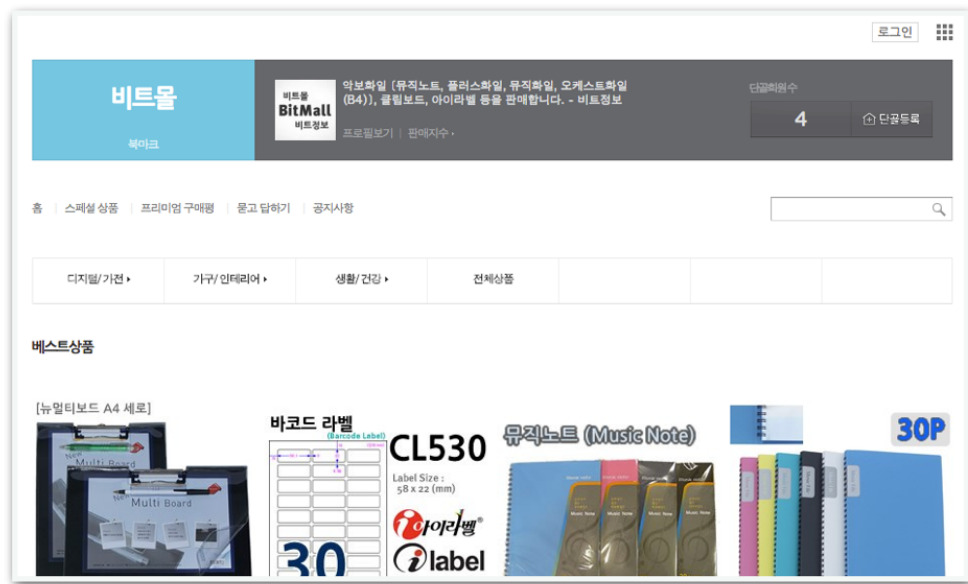 로그인
비트몰
북마크
비트몰
BitMall
비트정보
악보화일 [뮤직노트, 플러스화일, 뮤직화일, 오케스트화일
(B4)], 클립보드, 아이라벨 등을 판매합니다. - 비트정보
프로필보기 | 판매지수
단골회원수
4
단골등록
홈 | 스페셜 상품 | 프리미엄 구매평 | 묻고 답하기 | 공지사항
디지털/가전
가구/인테리어
생활/건강
전체상품
베스트상품
[뉴멀티보드 A4 세로]
New
Multi Board
New
Multi Board
바코드 라벨
(Barcode Label)
CL530
Label Size :
58 x 22 (mm)
아이라벨®
i label
30
뮤직노트 (Music Note)
Music Note
Music Note
Music Note
Music Note
30P